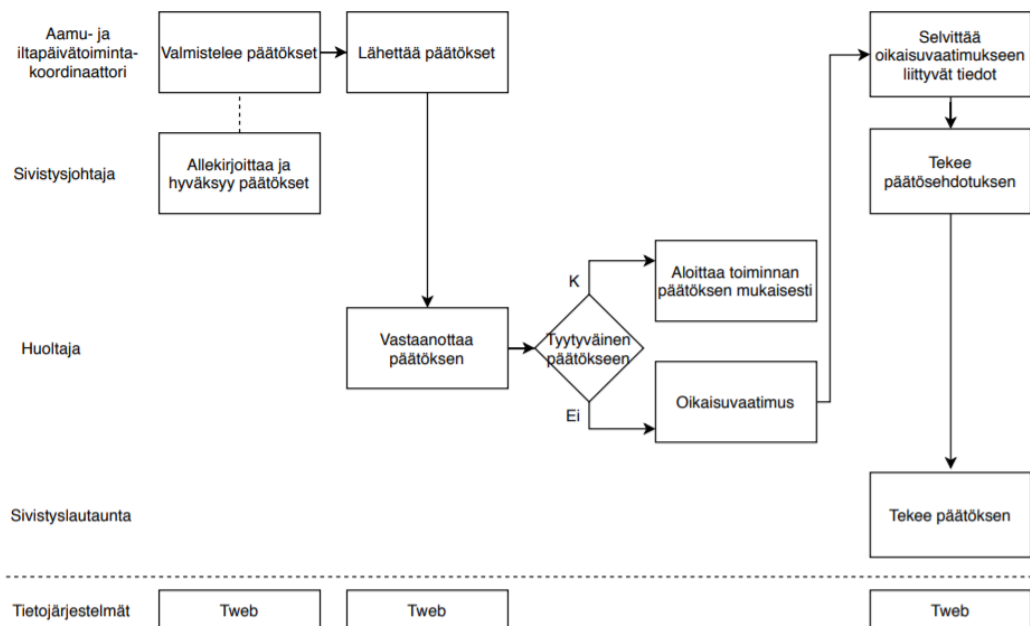 Aamu- ja
iltapäivätoiminta-
koordinaattori
Valmistelee päätökset
Lähettää päätökset
Selvittää
oikaisuvaatimukseen
liittyvät tiedot
Sivistysjohtaja
Allekirjoittaa ja
hyväksyy päätökset
Tekee
päätösehdotuksen
Huoltaja
Vastaanottaa
päätöksen
Tyytyväinen
päätökseen
K
Aloittaa toiminnan
päätöksen mukaisesti
Ei
Oikaisuvaatimus
Sivistyslautaunta
Tekee päätöksen
Tietojärjestelmät
Tweb
Tweb
Tweb